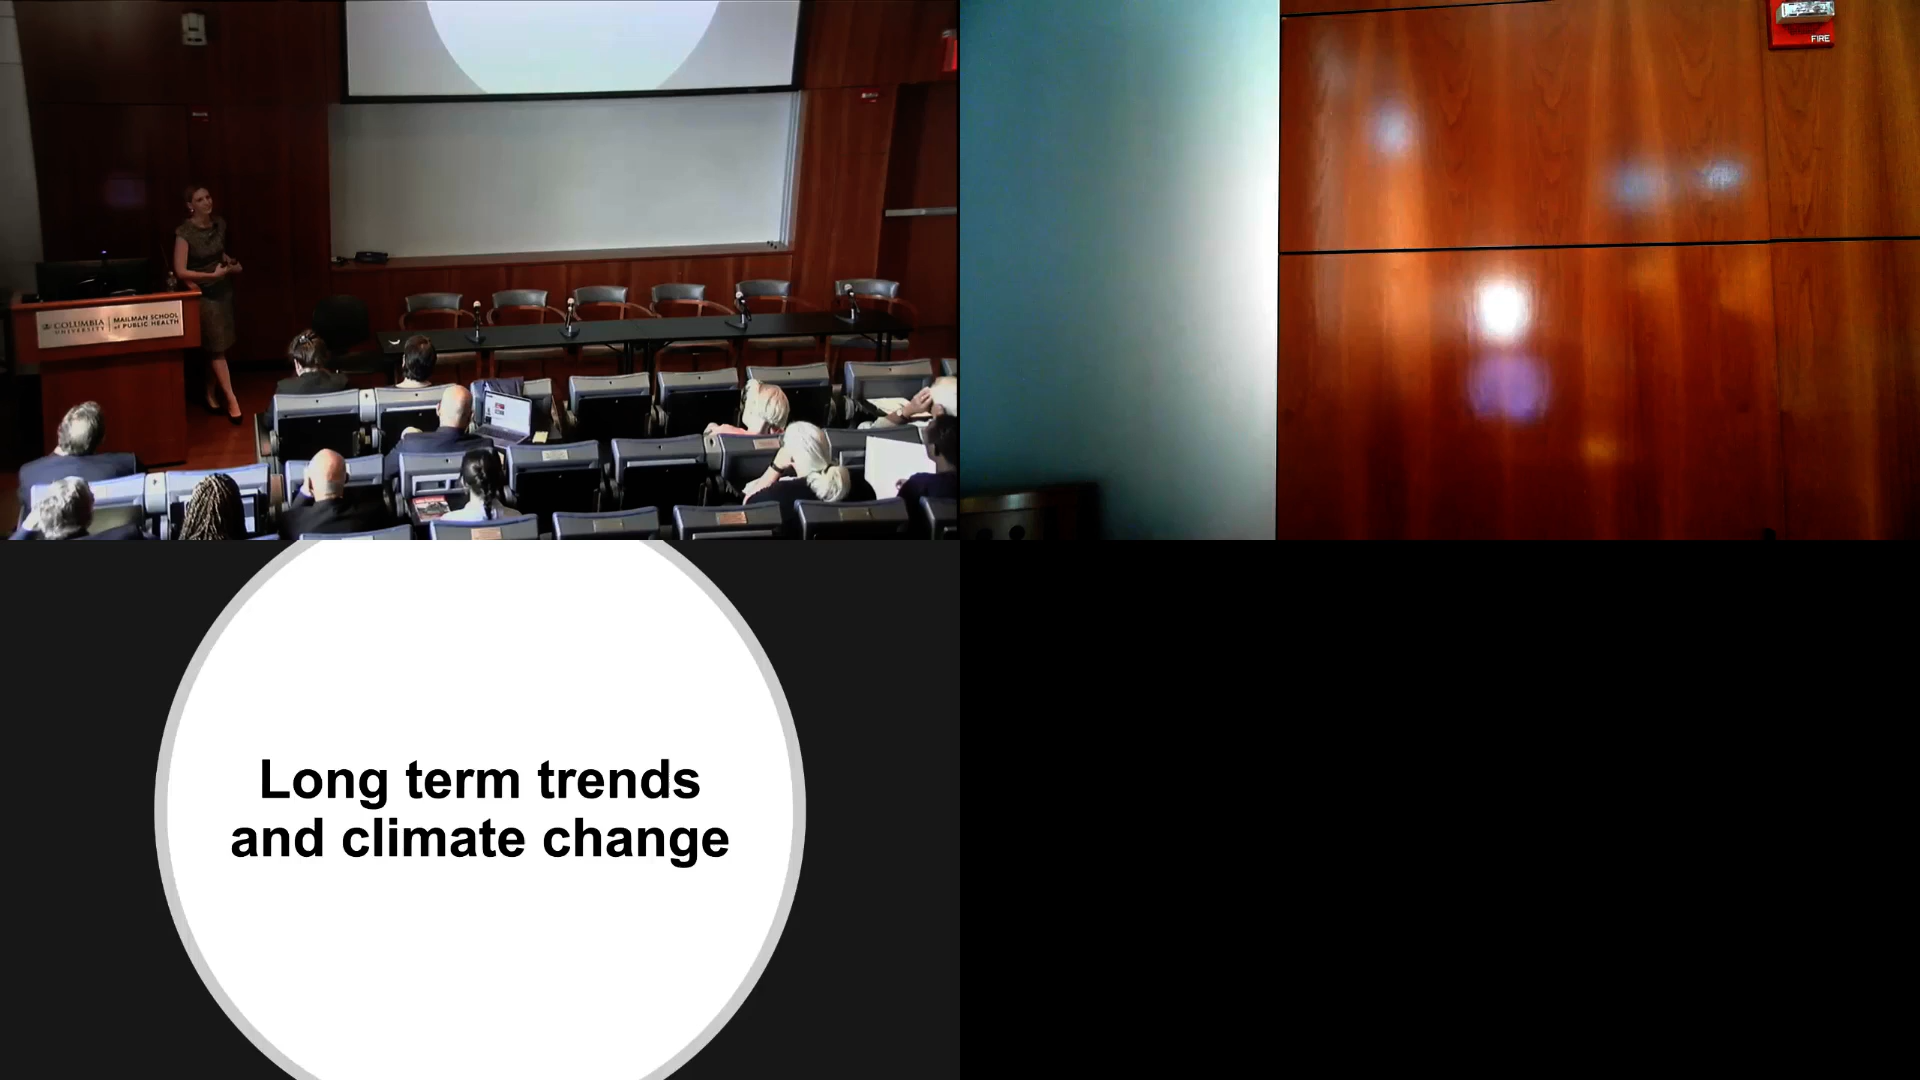 COLUMBIA
UNIVERSITY
MAILMAN SCHOOL
of PUBLIC HEALTH
FIRE
Long term trends
and climate change